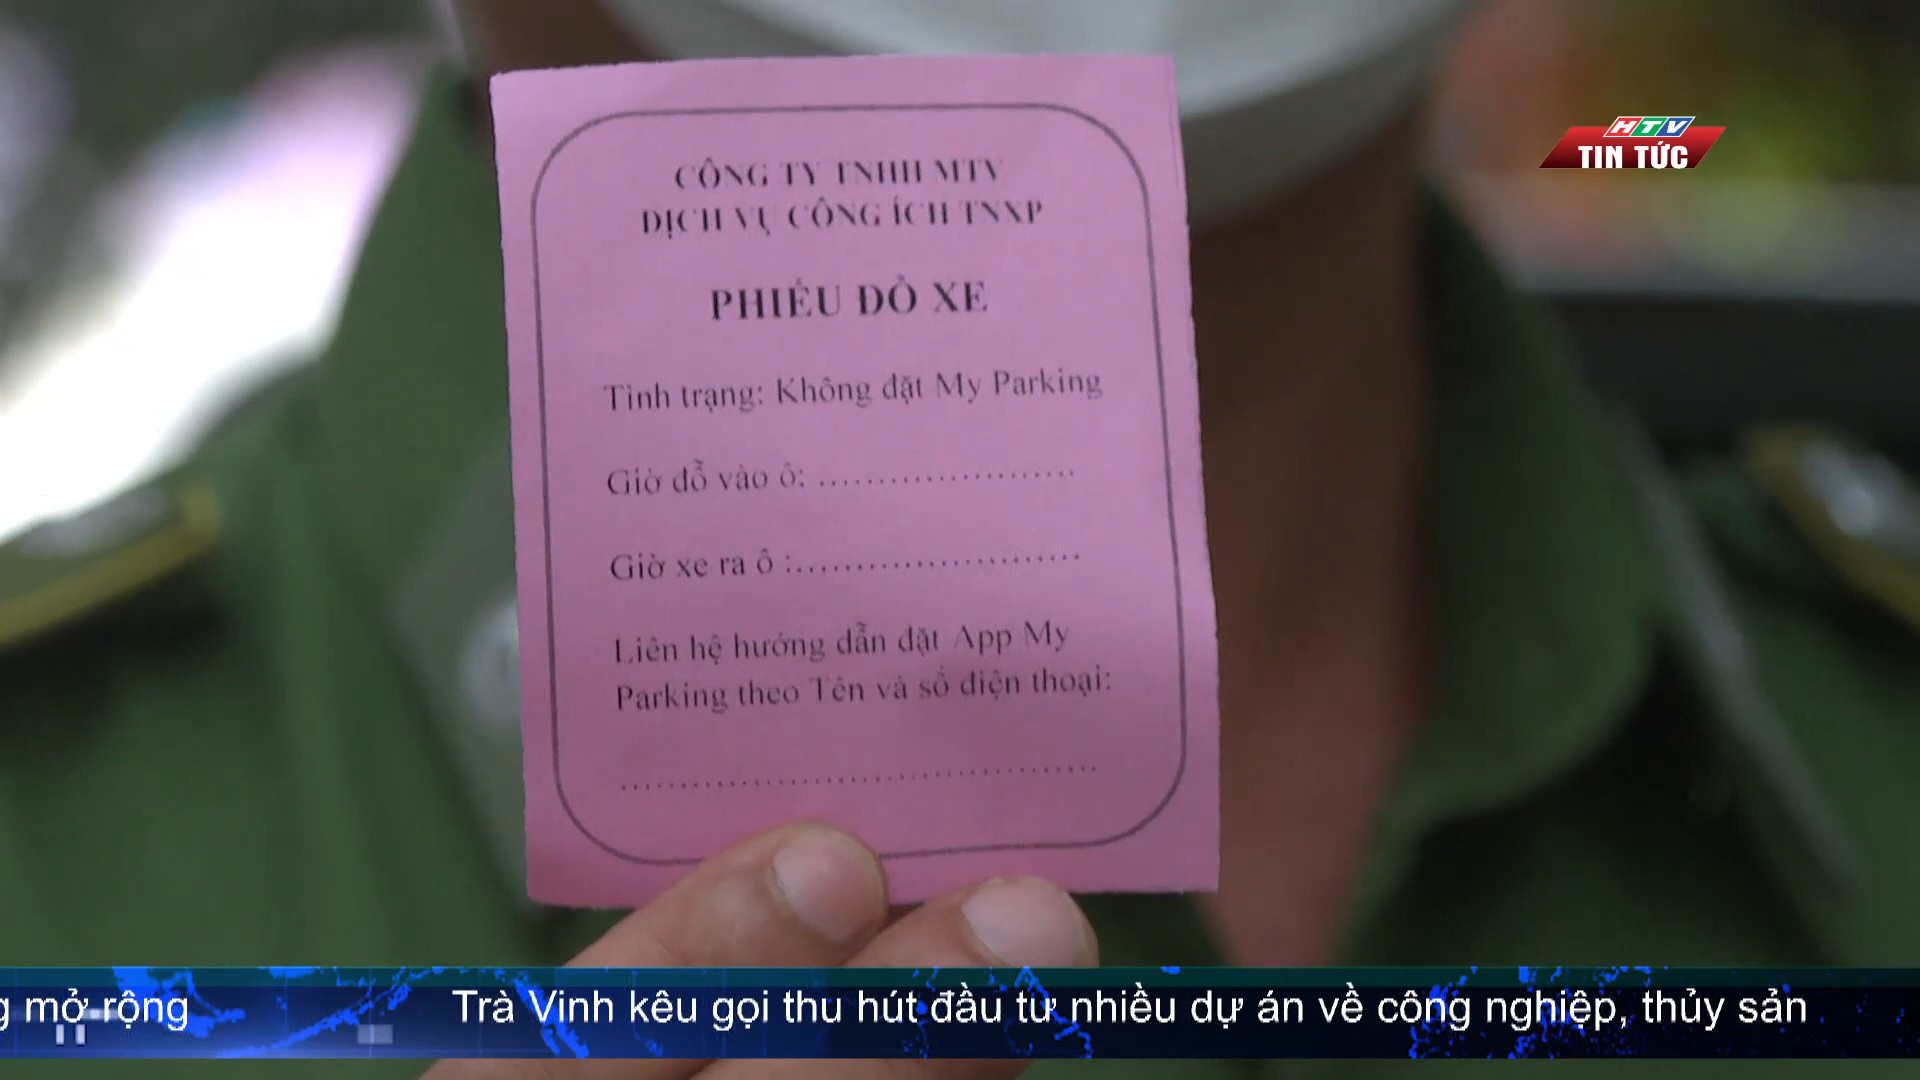 HTV
TIN TỨC
CÔNG TY TNHH MTV
DỊCH VỤ CÔNG ÍCH TNXP
PHIẾU ĐỖ XE
Tình trạng: Không đặt My Parking
Giờ đỗ vào ô: ......................
Giờ xe ra ô :........................
Liên hệ hướng dẫn đặt App My
Parking theo Tên và số điện thoại:
........................................
mở rộng
Trà Vinh kêu gọi thu hút đầu tư nhiều dự án về công nghiệp, thủy sản